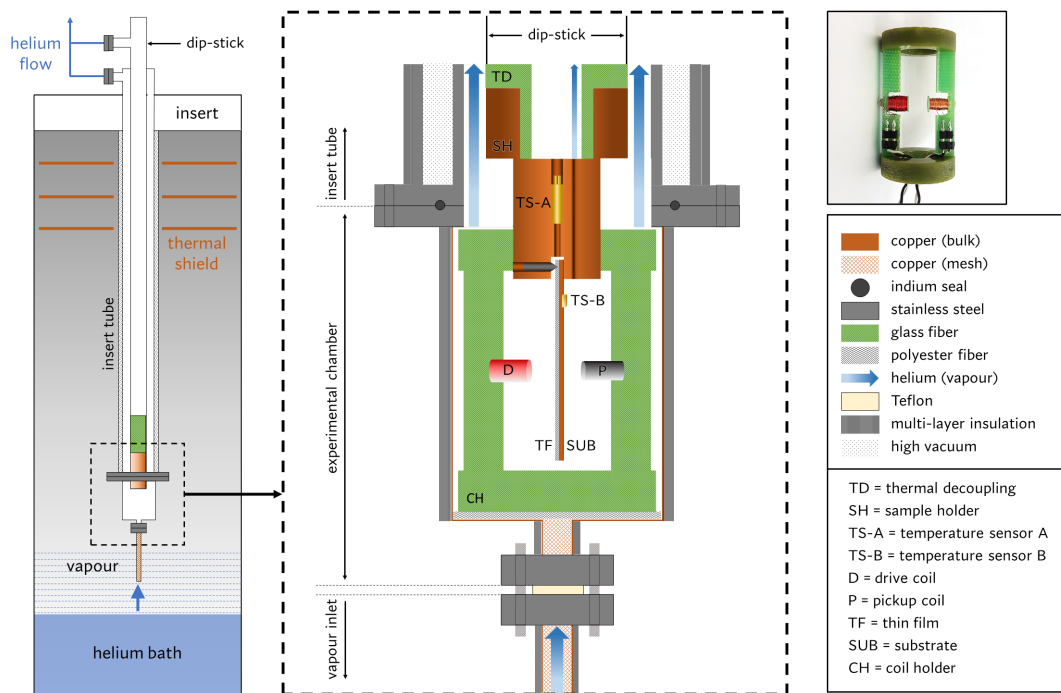 helium
flow
dip-stick
insert
thermal
shield
insert tube
vapour
helium bath
dip-stick
TD
SH
insert tube
TS-A
TS-B
D
P
experimental chamber
TF
SUB
CH
vapour inlet
copper (bulk)
copper (mesh)
indium seal
stainless steel
glass fiber
polyester fiber
helium (vapour)
Teflon
multi-layer insulation
high vacuum
TD = thermal decoupling
SH = sample holder
TS-A = temperature sensor A
TS-B = temperature sensor B
D = drive coil
P = pickup coil
TF = thin film
SUB = substrate
CH = coil holder